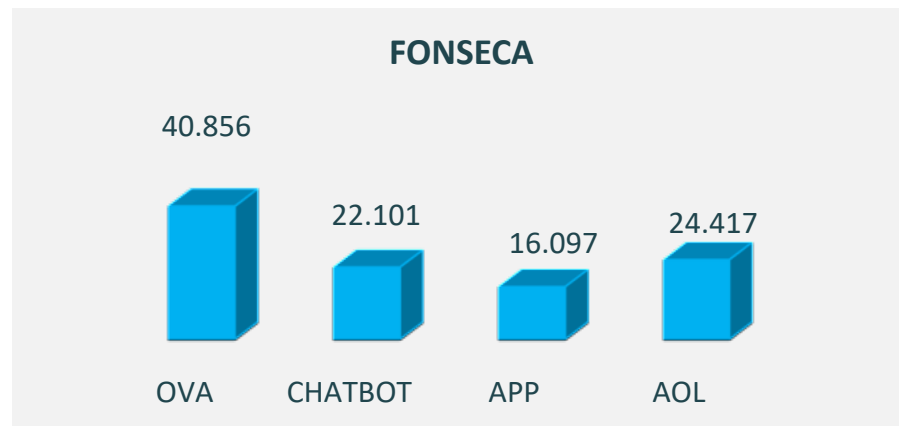 FONSECA
40.856
22.101
16.097
24.417
OVA CHATBOT APP AOL